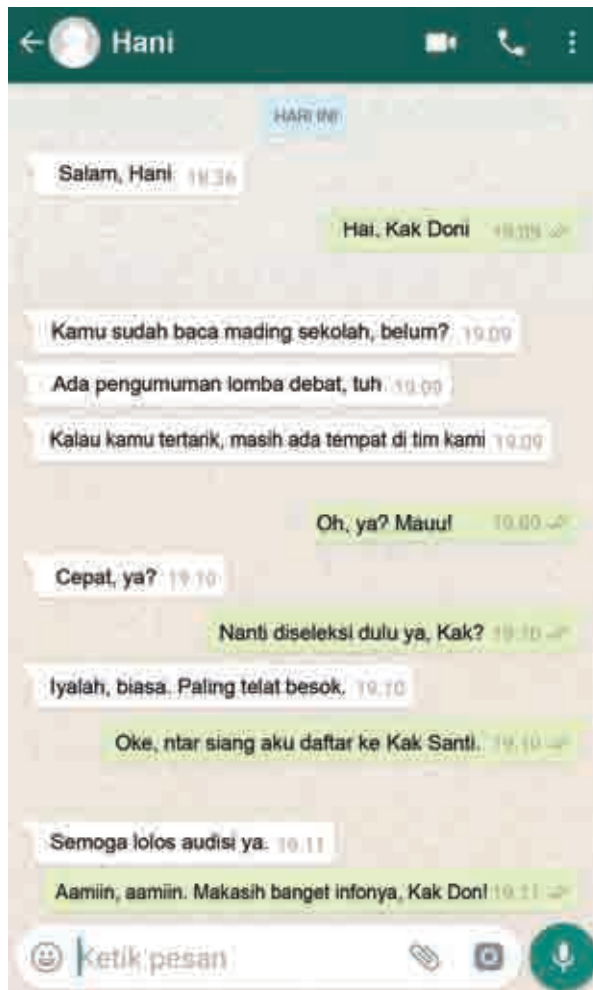 Hani
HARI INI
Salam, Hani
Hai, Kak Doni 19.09
Kamu sudah baca mading sekolah, belum? 19.09
Ada pengumuman lomba debat, tuh 19.09
Kalau kamu tertarik, masih ada tempat di tim kami 19.09
Oh, ya? Mauu!
Cepat, ya? 19.10
Nanti diseleksi dulu ya, Kak? 19.10
Iyalah, biasa. Paling telat besok. 19.10
Oke, ntar siang aku daftar ke Kak Santi. 19.10
Semoga lolos audisi ya. 19.11
Aamiin, aamiin. Makasih banget infonya, Kak Don! 19.11
Ketik pesan